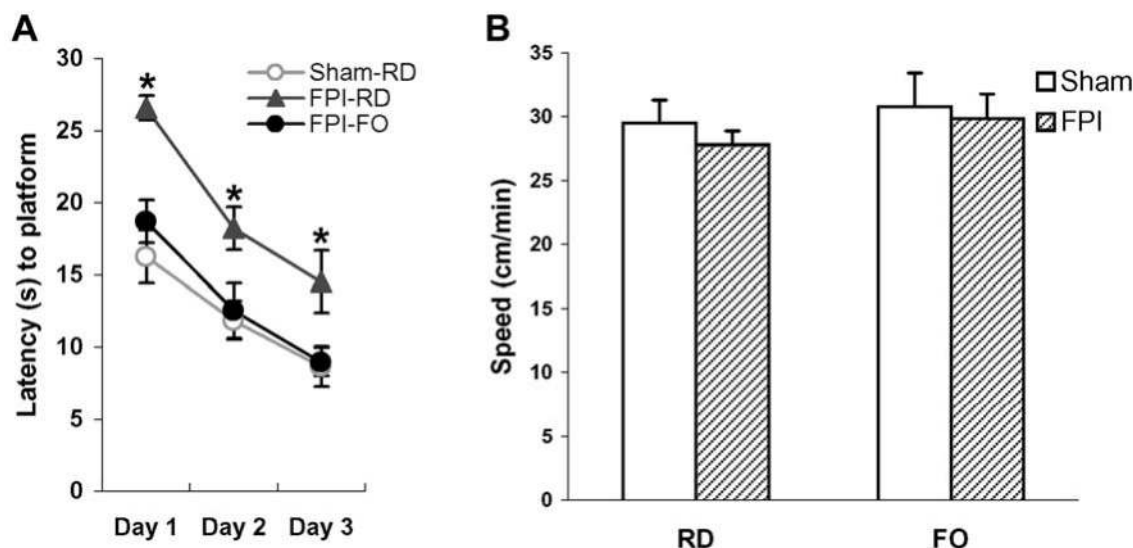 A
Latency (s) to platform
30
25
20
15
10
5
0
*
*
*
Sham-RD
FPI-RD
FPI-FO
Day 1 Day 2 Day 3
B
Speed (cm/min)
35
30
25
20
15
10
5
0
Sham
FPI
RD FO